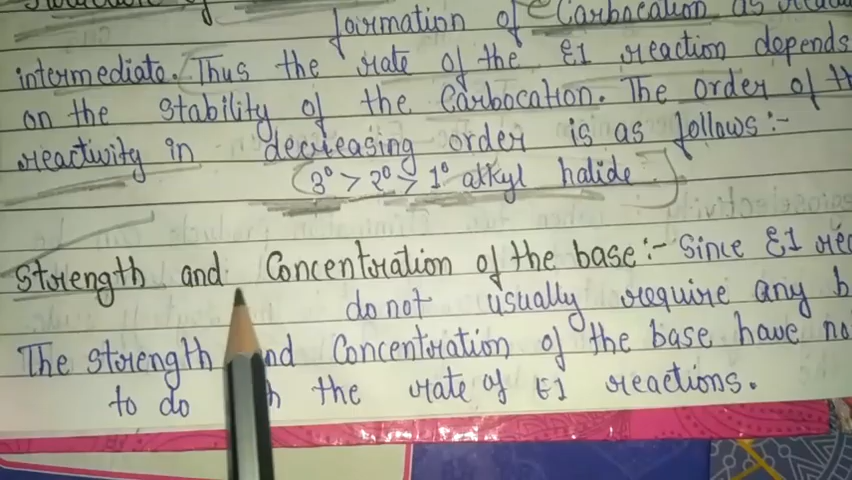 formation of Carbocation as
intermediate. Thus the rate of the E1 reaction depends
on the stability of the Carbocation. The order of
reactivity in decreasing order is as follows:-
(3° > 2° > 1° alkyl halide)
Strength and Concentration of the base:- Since E1
do not usually require any
The strength and Concentration of the base have no
to do the rate of E1 reactions.